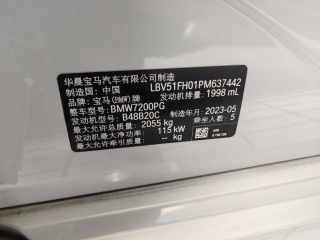 华晨宝马汽车有限公司制造
制造国：中国 LBV51FH01PM637442
品牌：宝马(BMW)牌 发动机排量：1998 mL
整车型号：BMW7200PG
发动机型号：B48B20C 制造年月：2023-05
最大允许总质量：2055 kg 乘坐人数：5
发动机最大净功率：115 kW
最大允许牵引质量：-- kg